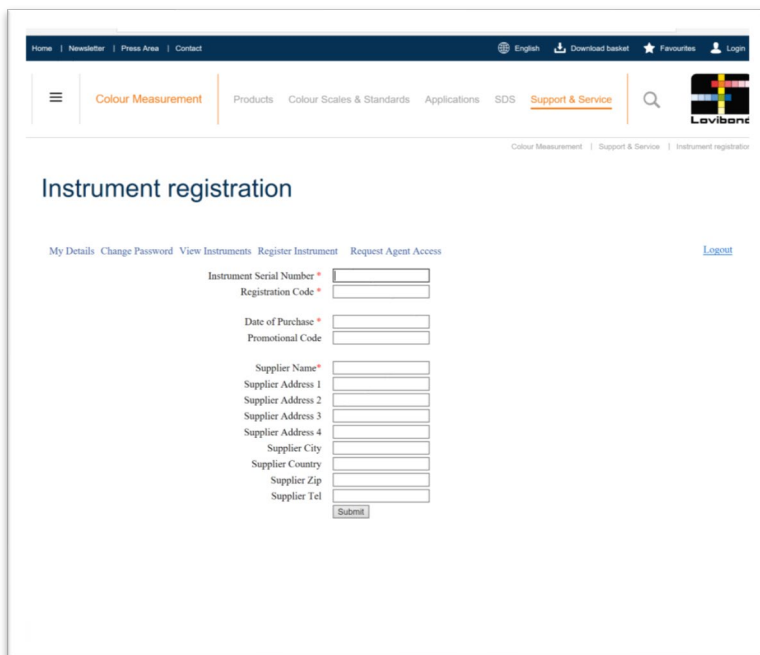 Home | Newsletter | Press Area | Contact English Download basket Favourites Login
Colour Measurement Products Colour Scales & Standards Applications SDS Support & Service
Lovibond
Colour Measurement | Support & Service | Instrument registration
Instrument registration
My Details Change Password View Instruments Register Instrument Request Agent Access Logout
Instrument Serial Number *
Registration Code *
Date of Purchase *
Promotional Code
Supplier Name*
Supplier Address 1
Supplier Address 2
Supplier Address 3
Supplier Address 4
Supplier City
Supplier Country
Supplier Zip
Supplier Tel
Submit